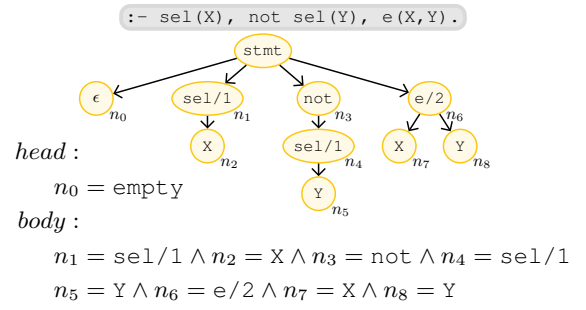 :- sel(X), not sel(Y), e(X,Y).
stmt
ϵ sel/1 not e/2
n₀ n₁ n₃ n₆
X sel/1 X Y
n₂ n₄ n₇ n₈
Y
n₅
head :
n₀ = empty
body :
n₁ = sel/1 ∧ n₂ = X ∧ n₃ = not ∧ n₄ = sel/1
n₅ = Y ∧ n₆ = e/2 ∧ n₇ = X ∧ n₈ = Y